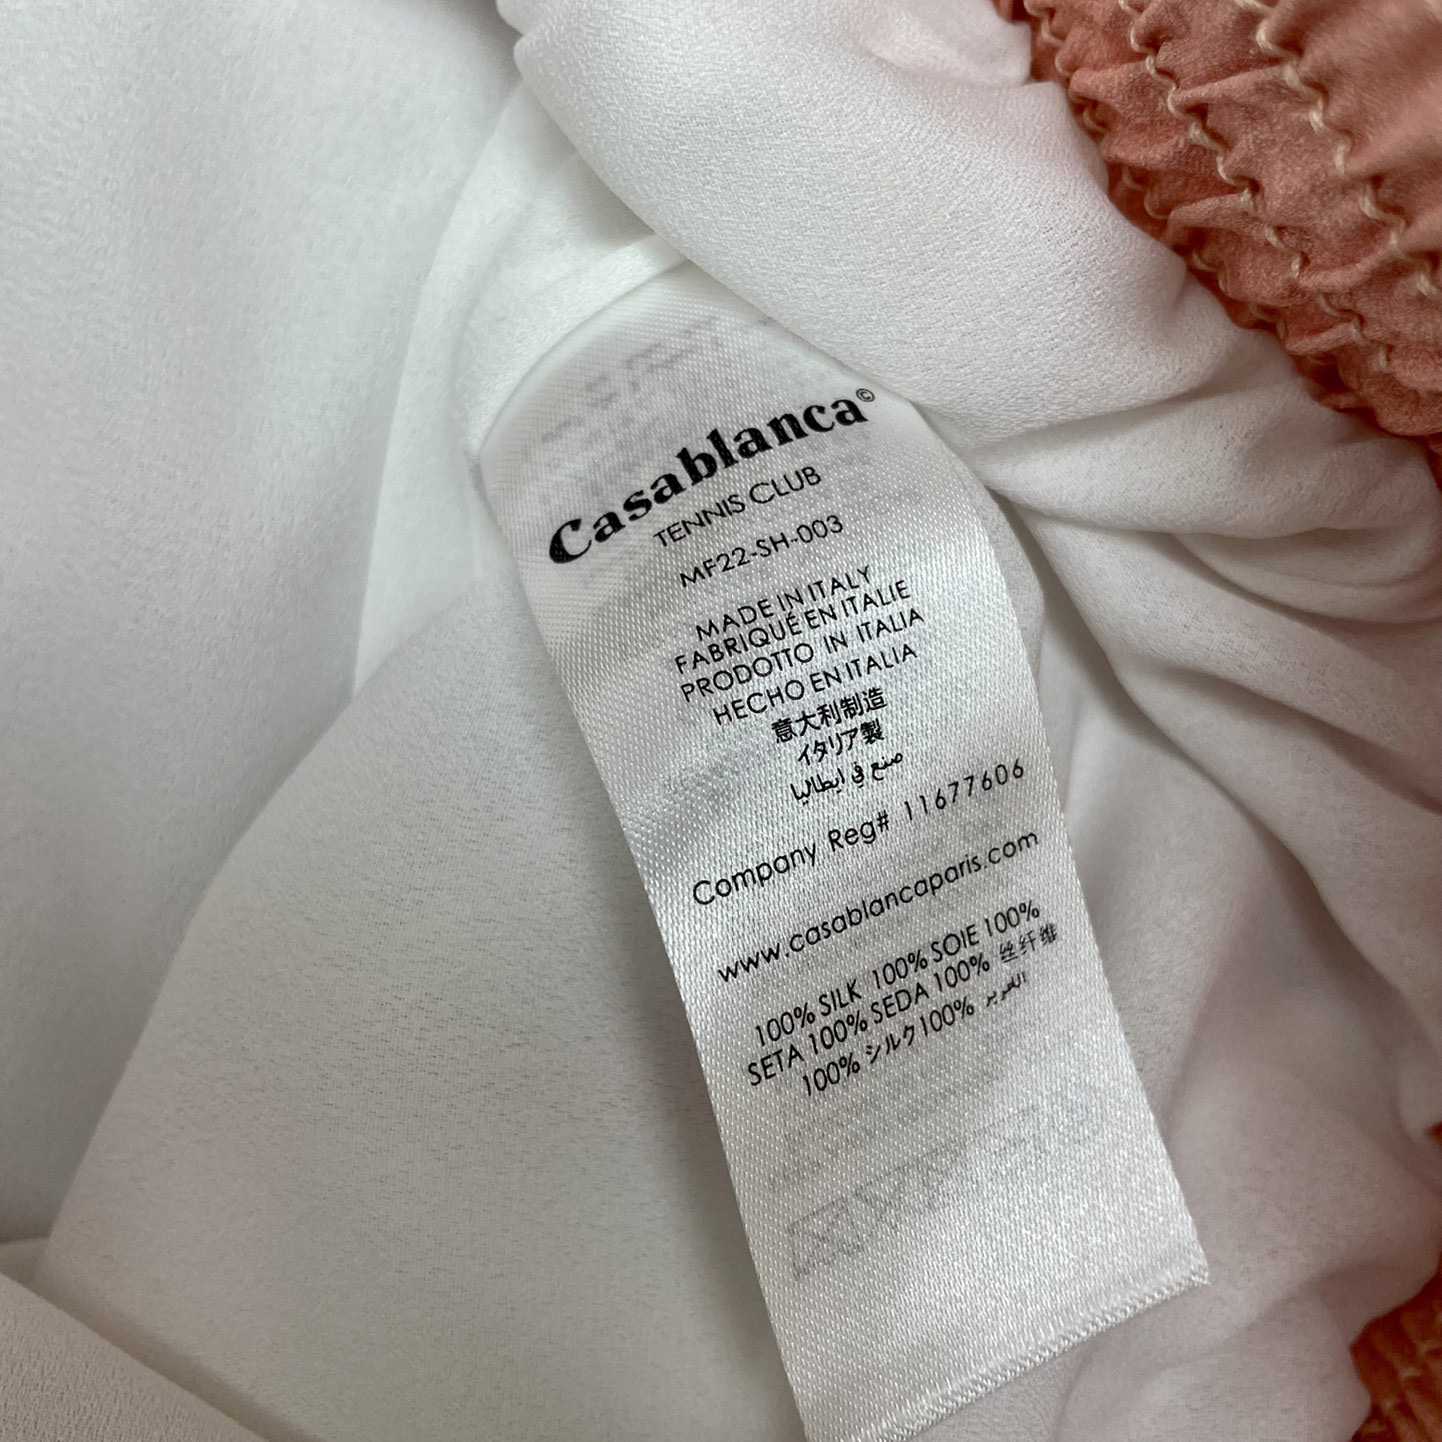 Casablanca©
TENNIS CLUB
MF22-SH-003
MADE IN ITALY
FABRIQUÉ EN ITALIE
PRODOTTO IN ITALIA
HECHO EN ITALIA
意大利制造
イタリア製
صنع في ايطاليا
Company Reg# 11677606
www.casablancaparis.com
100% SILK 100% SOIE 100%
SETA 100% SEDA 100% 丝纤维
100% シルク 100% الحرير